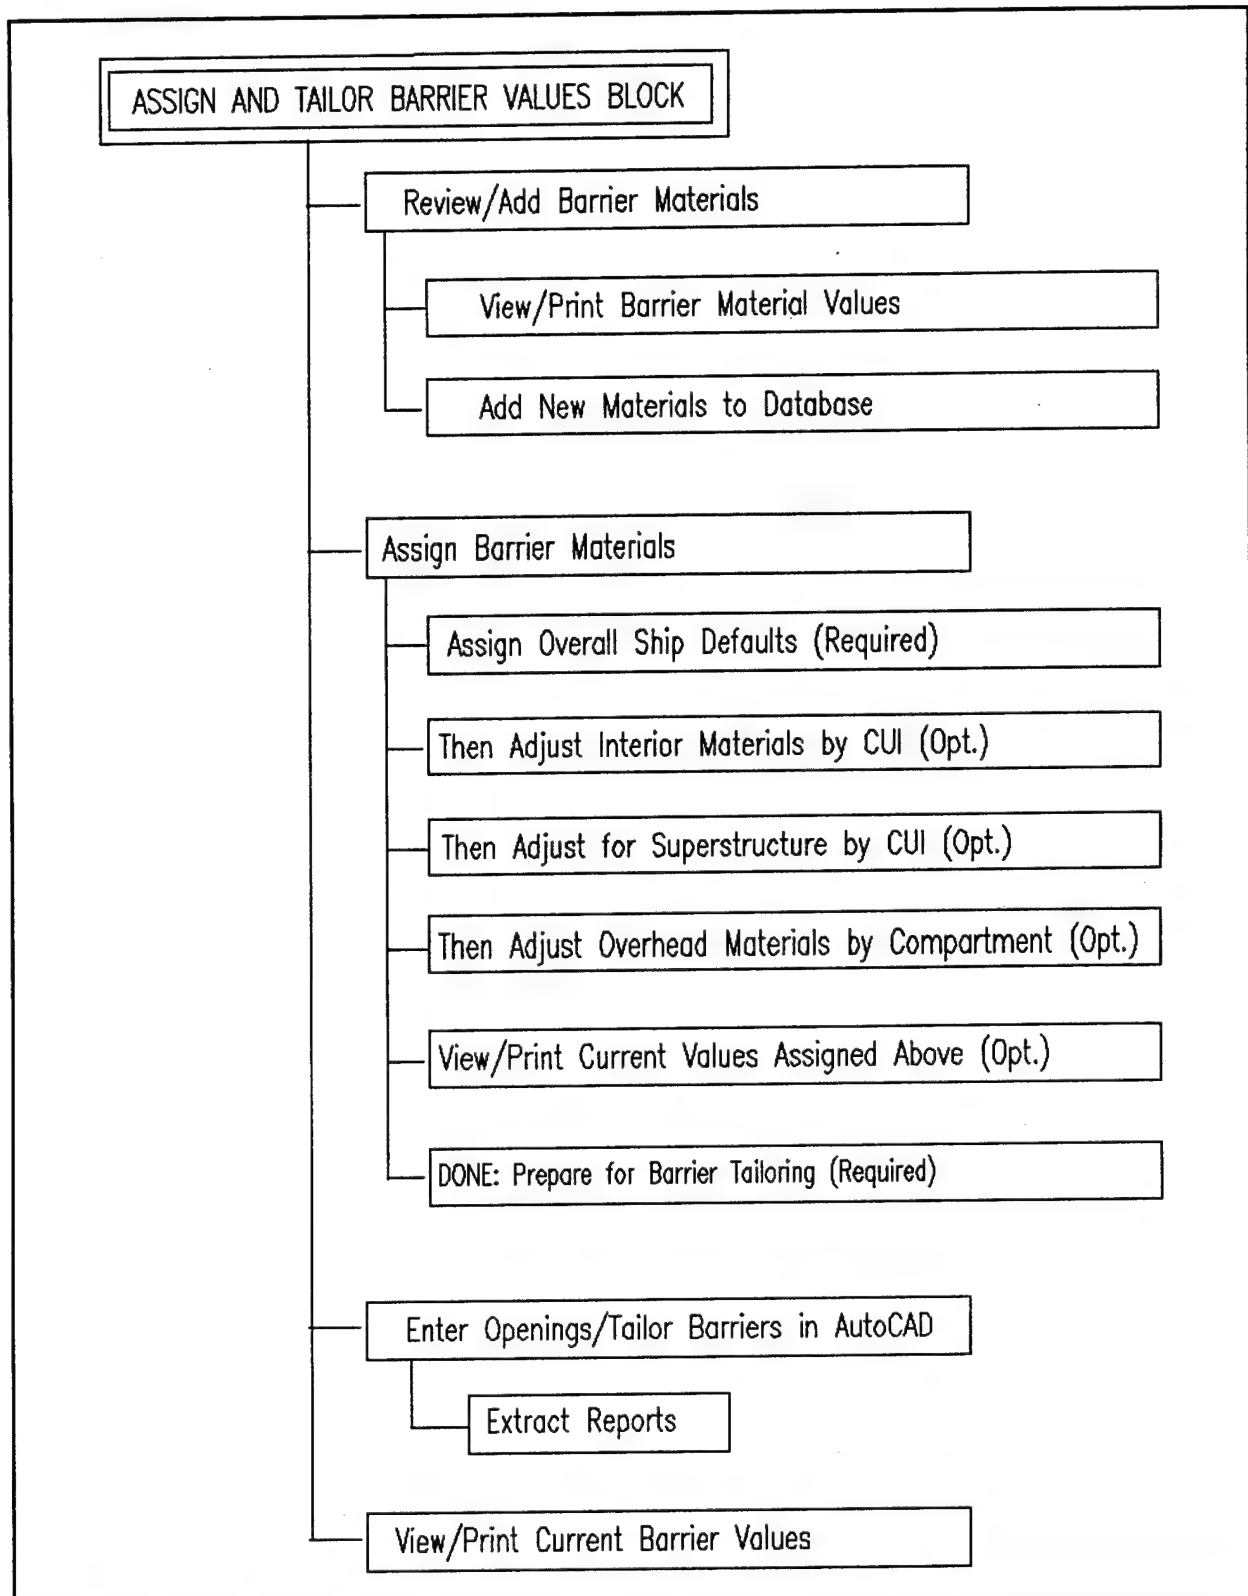 ASSIGN AND TAILOR BARRIER VALUES BLOCK
Review/Add Barrier Materials
View/Print Barrier Material Values
Add New Materials to Database
Assign Barrier Materials
Assign Overall Ship Defaults (Required)
Then Adjust Interior Materials by CUI (Opt.)
Then Adjust for Superstructure by CUI (Opt.)
Then Adjust Overhead Materials by Compartment (Opt.)
View/Print Current Values Assigned Above (Opt.)
DONE: Prepare for Barrier Tailoring (Required)
Enter Openings/Tailor Barriers in AutoCAD
Extract Reports
View/Print Current Barrier Values